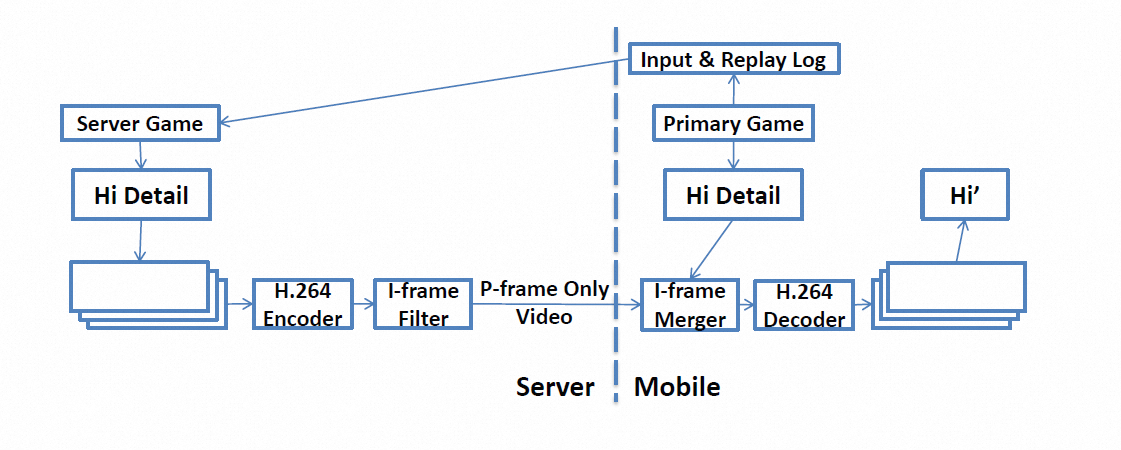 Input & Replay Log
Server Game
Primary Game
Hi Detail
Hi Detail
Hi’
H.264
Encoder
I-frame
Filter
P-frame Only
Video
I-frame
Merger
H.264
Decoder
Server
Mobile